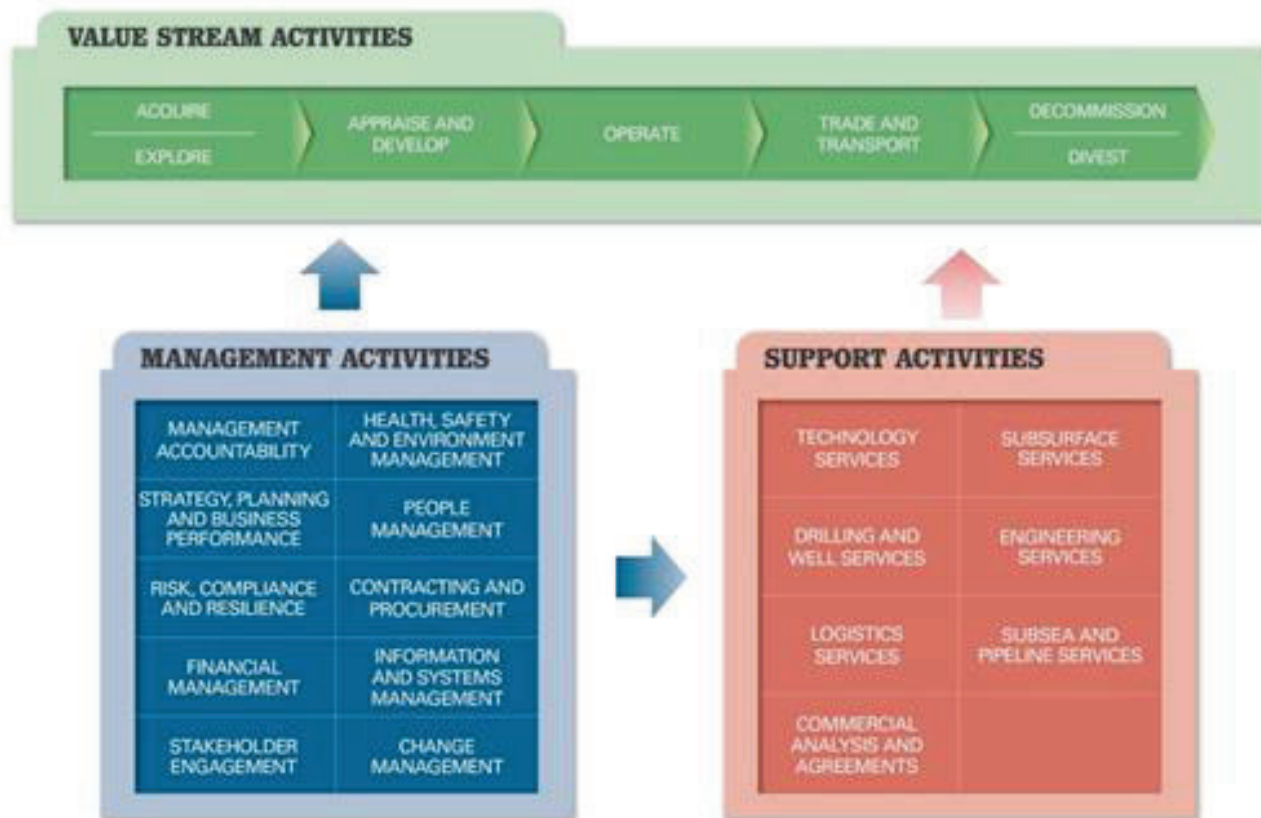 VALUE STREAM ACTIVITIES
ACQUIRE
EXPLORE
APPRAISE AND
DEVELOP
OPERATE
TRADE AND
TRANSPORT
DECOMMISSION
DIVEST
MANAGEMENT ACTIVITIES
MANAGEMENT
ACCOUNTABILITY
HEALTH, SAFETY
AND ENVIRONMENT
MANAGEMENT
STRATEGY, PLANNING
AND BUSINESS
PERFORMANCE
PEOPLE
MANAGEMENT
RISK, COMPLIANCE
AND RESILIENCE
CONTRACTING AND
PROCUREMENT
FINANCIAL
MANAGEMENT
INFORMATION
AND SYSTEMS
MANAGEMENT
STAKEHOLDER
ENGAGEMENT
CHANGE
MANAGEMENT
SUPPORT ACTIVITIES
TECHNOLOGY
SERVICES
SUBSURFACE
SERVICES
DRILLING AND
WELL SERVICES
ENGINEERING
SERVICES
LOGISTICS
SERVICES
SUBSEA AND
PIPELINE SERVICES
COMMERCIAL
ANALYSIS AND
AGREEMENTS